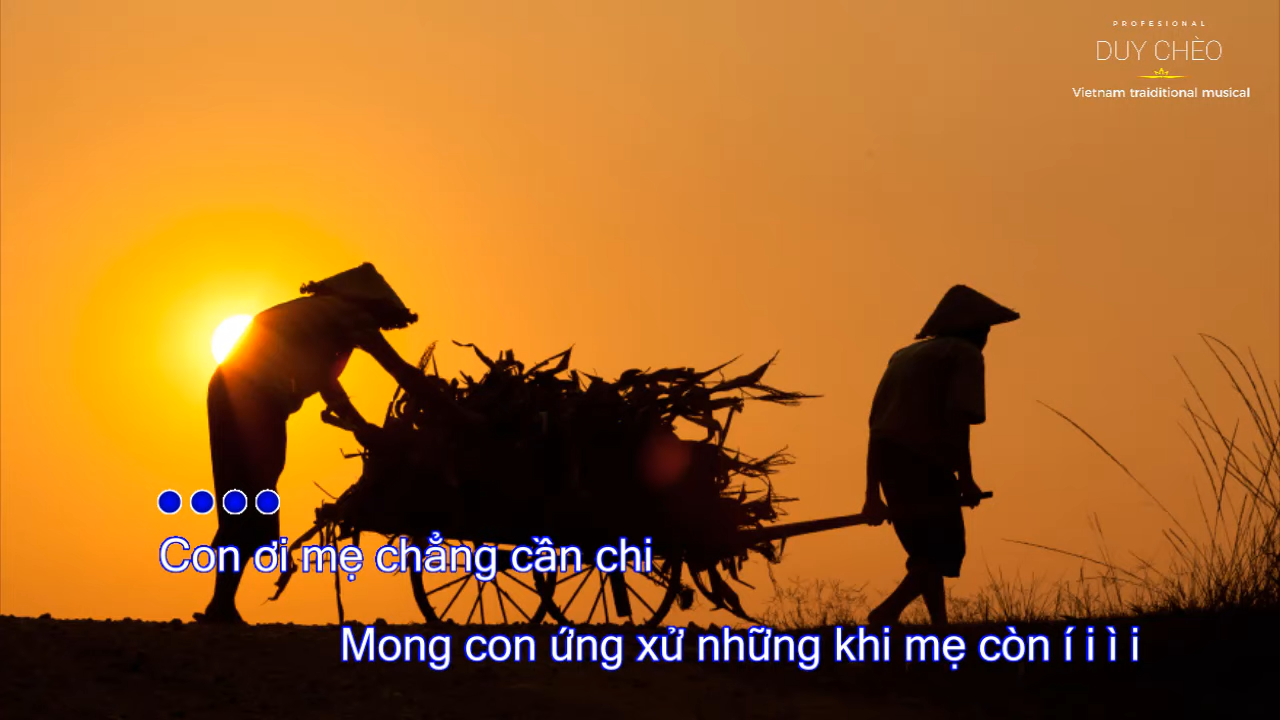 PROFESIONAL
DUY CHÈO
Vietnam traiditional musical
Con ơi mẹ chẳng cần chi
Mong con ứng xử những khi mẹ còn í i ì i